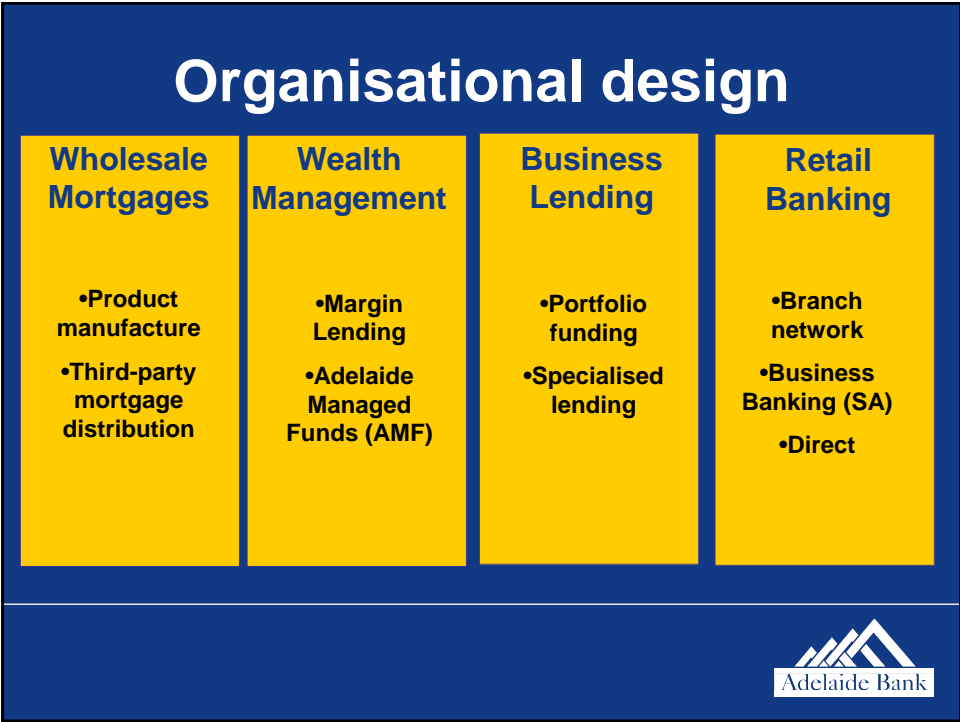 Organisational design
Wholesale
Mortgages
•Product
manufacture
•Third-party
mortgage
distribution
Wealth
Management
•Margin
Lending
•Adelaide
Managed
Funds (AMF)
Business
Lending
•Portfolio
funding
•Specialised
lending
Retail
Banking
•Branch
network
•Business
Banking (SA)
•Direct
Adelaide Bank